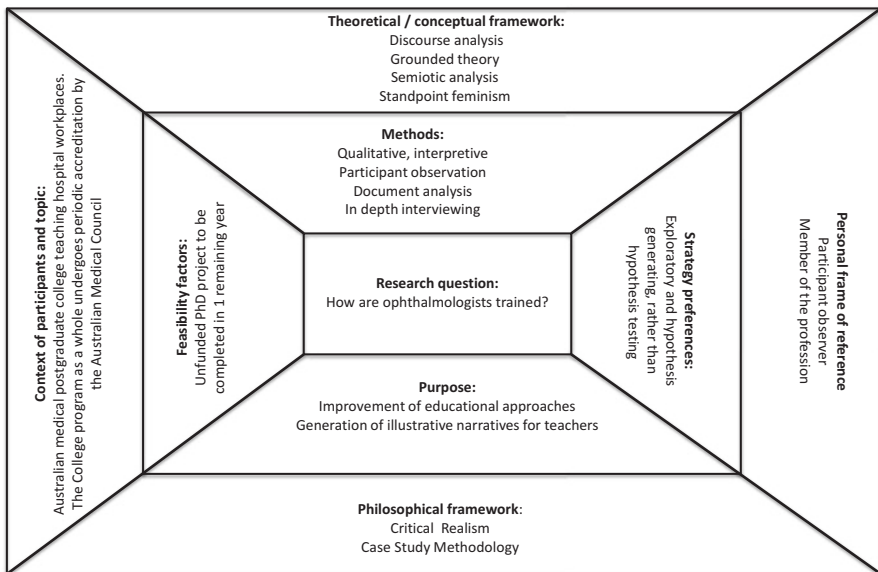 Theoretical / conceptual framework:
Discourse analysis
Grounded theory
Semiotic analysis
Standpoint feminism
Methods:
Qualitative, interpretive
Participant observation
Document analysis
In depth interviewing
Context of participants and topic:
Australian medical postgraduate college teaching hospital workplaces.
The College program as a whole undergoes periodic accreditation by
the Australian Medical Council
Feasibility factors:
Unfunded PhD project to be
completed in 1 remaining year
Research question:
How are ophthalmologists trained?
Strategy preferences:
Exploratory and hypothesis
generating, rather than
hypothesis testing
Personal frame of reference
Participant observer
Member of the profession
Purpose:
Improvement of educational approaches
Generation of illustrative narratives for teachers
Philosophical framework:
Critical Realism
Case Study Methodology